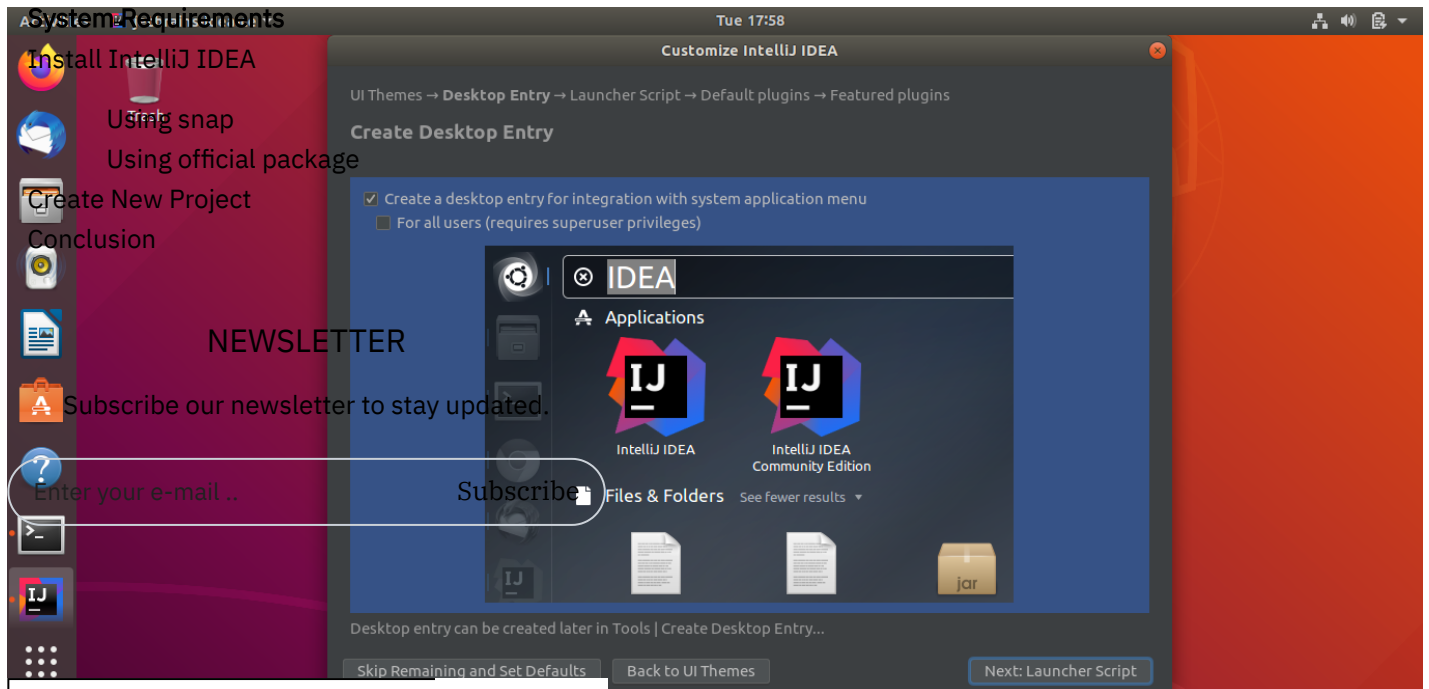 System Requirements
Tue 17:58
Install IntelliJ IDEA
Customize IntelliJ IDEA
UI Themes → Desktop Entry → Launcher Script → Default plugins → Featured plugins
Trash
Using snap
Create Desktop Entry
Using official package
Create New Project
Create a desktop entry for integration with system application menu
For all users (requires superuser privileges)
Conclusion
IDEA
Applications
NEWSLETTER
IJ
IJ
Subscribe our newsletter to stay updated.
IntelliJ IDEA
IntelliJ IDEA
Community Edition
Enter your e-mail ..
Subscribe
Files & Folders See fewer results
IJ
jar
IJ
Desktop entry can be created later in Tools | Create Desktop Entry...
Skip Remaining and Set Defaults
Back to UI Themes
Next: Launcher Script